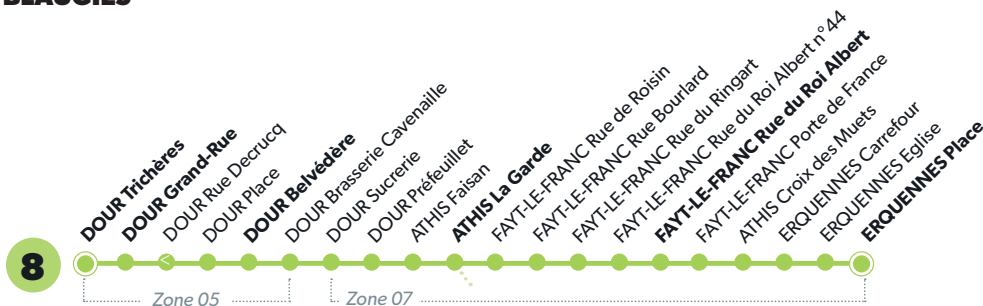 DOUR Trichères
DOUR Grand-Rue
DOUR Rue Decrucq
DOUR Place
DOUR Belvédère
DOUR Brasserie Cavenaille
DOUR Sucrerie
DOUR Préfeuillet
ATHIS Faisan
ATHIS La Garde
FAYT-LE-FRANC Rue de Roisin
FAYT-LE-FRANC Rue Bourlard
FAYT-LE-FRANC Rue du Ringart
FAYT-LE-FRANC Rue du Roi Albert n°44
FAYT-LE-FRANC Rue du Roi Albert
FAYT-LE-FRANC Porte de France
ATHIS Croix des Muets
ERQUENNES Carrefour
ERQUENNES Eglise
ERQUENNES Place
8
<
Zone 05
Zone 07